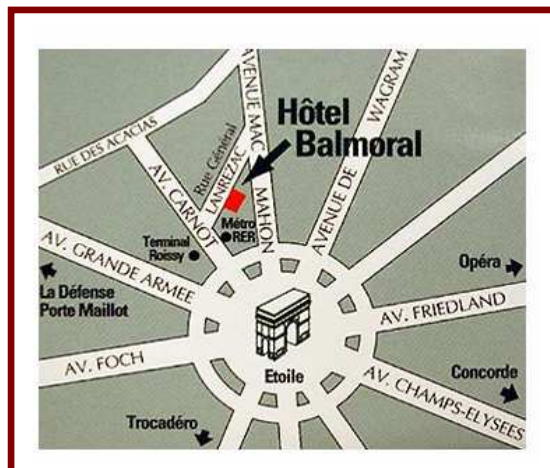 AVENUE MAC MAHON
AVENUE DE WAGRAM
Hôtel
Balmoral
RUE DES ACACIAS
Rue Général
LANREZAC
AV. CARNOT
Métro
RER
Terminal
Roissy
AV. GRANDE ARMEE
Opéra
La Défense
Porte Maillot
AV. FRIEDLAND
AV. FOCH
Etoile
Concorde
AV. CHAMPS-ELYSEES
Trocadéro